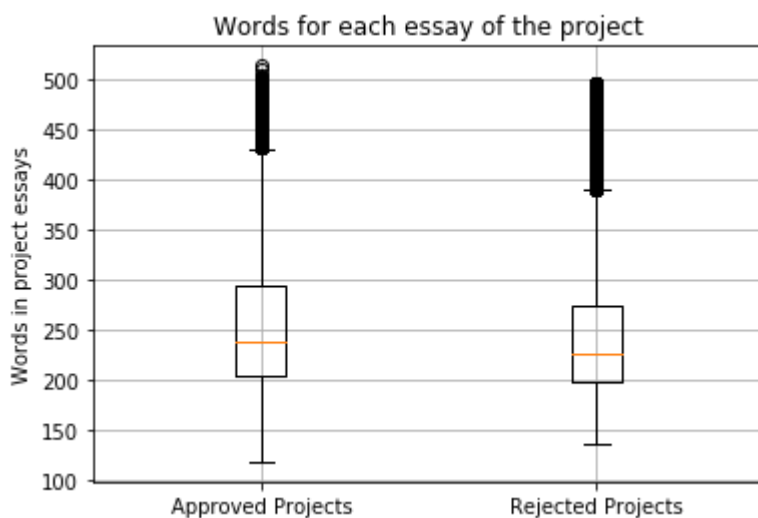 Words for each essay of the project
Words in project essays
500
450
400
350
300
250
200
150
100
Approved Projects
Rejected Projects